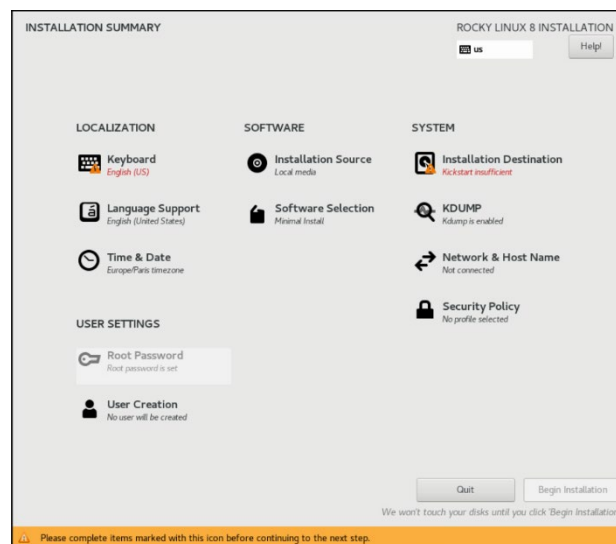 INSTALLATION SUMMARY
ROCKY LINUX 8 INSTALLATION
us
Help!
LOCALIZATION
Keyboard
English (US)
Language Support
English (United States)
Time & Date
Europe/Paris timezone
USER SETTINGS
Root Password
Root password is set
User Creation
No user will be created
SOFTWARE
Installation Source
Local media
Software Selection
Minimal Install
SYSTEM
Installation Destination
Kickstart insufficient
KDUMP
Kdump is enabled
Network & Host Name
Not connected
Security Policy
No profile selected
Quit
Begin Installation
We won't touch your disks until you click 'Begin Installation
Please complete items marked with this icon before continuing to the next step.